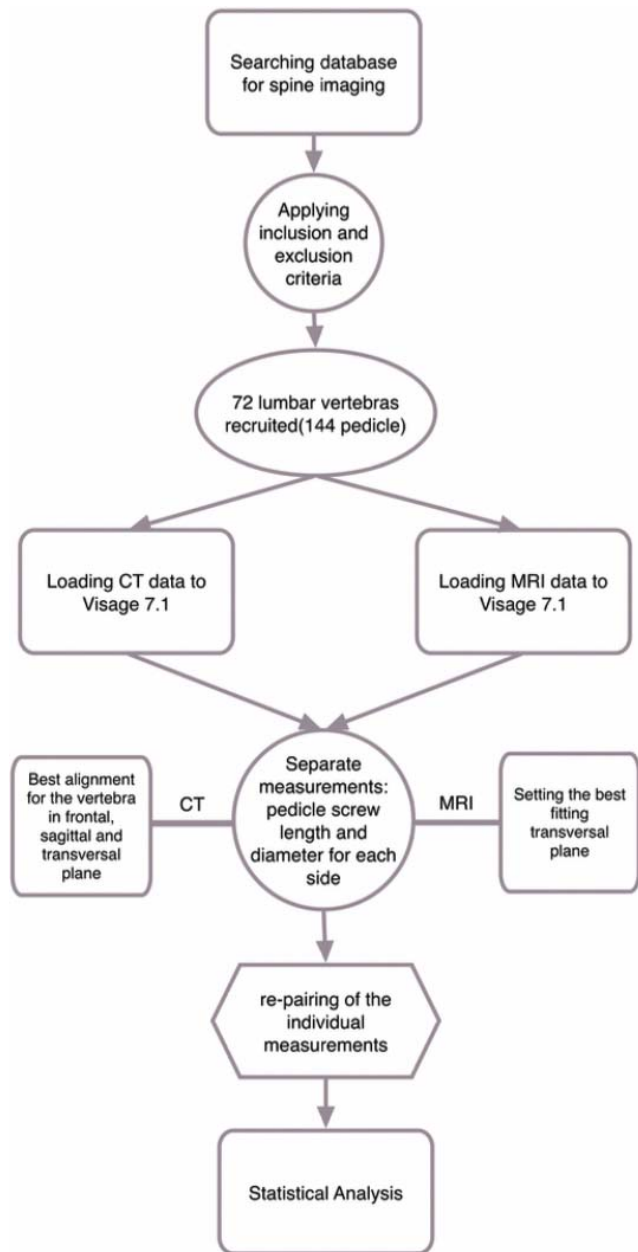 Searching database
for spine imaging
Applying
inclusion and
exclusion
criteria
72 lumbar vertebras
recruited(144 pedicle)
Loading CT data to
Visage 7.1
Loading MRI data to
Visage 7.1
Best alignment
for the vertebra
in frontal,
sagittal and
transversal
plane
CT
Separate
measurements:
pedicle screw
length and
diameter for each
side
MRI
Setting the best
fitting
transversal
plane
re-pairing of the
individual
measurements
Statistical Analysis